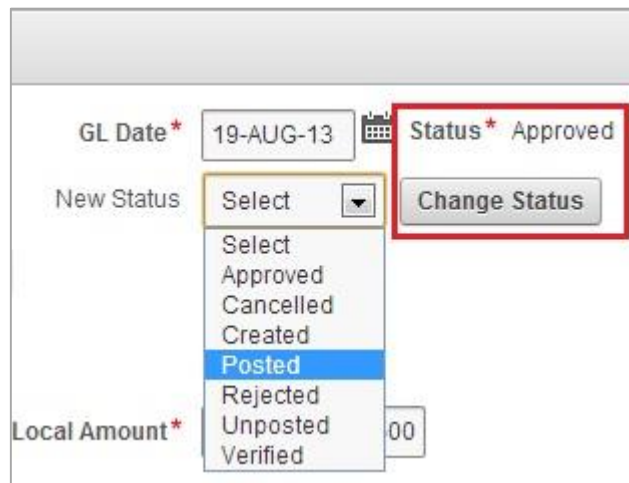 GL Date* 19-AUG-13 Status* Approved
New Status Select Change Status
Select
Approved
Cancelled
Created
Posted
Rejected
Local Amount* Unposted 00
Verified